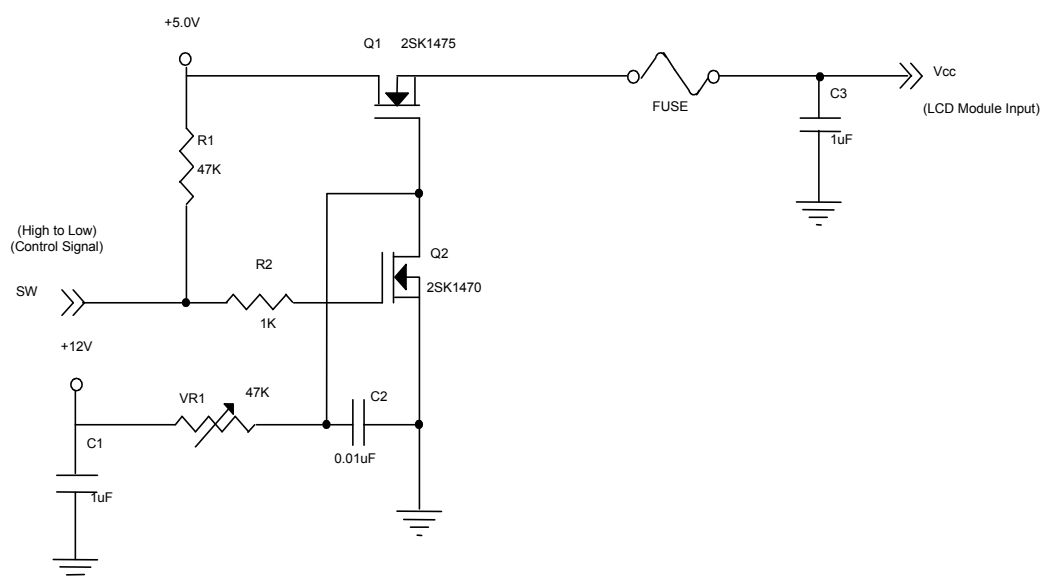 +5.0V
Q1 2SK1475
Vcc
C3
FUSE
(LCD Module Input)
R1
1uF
47K
(High to Low)
(Control Signal)
Q2
R2
SW
2SK1470
1K
+12V
VR1
47K
C2
C1
0.01uF
1uF